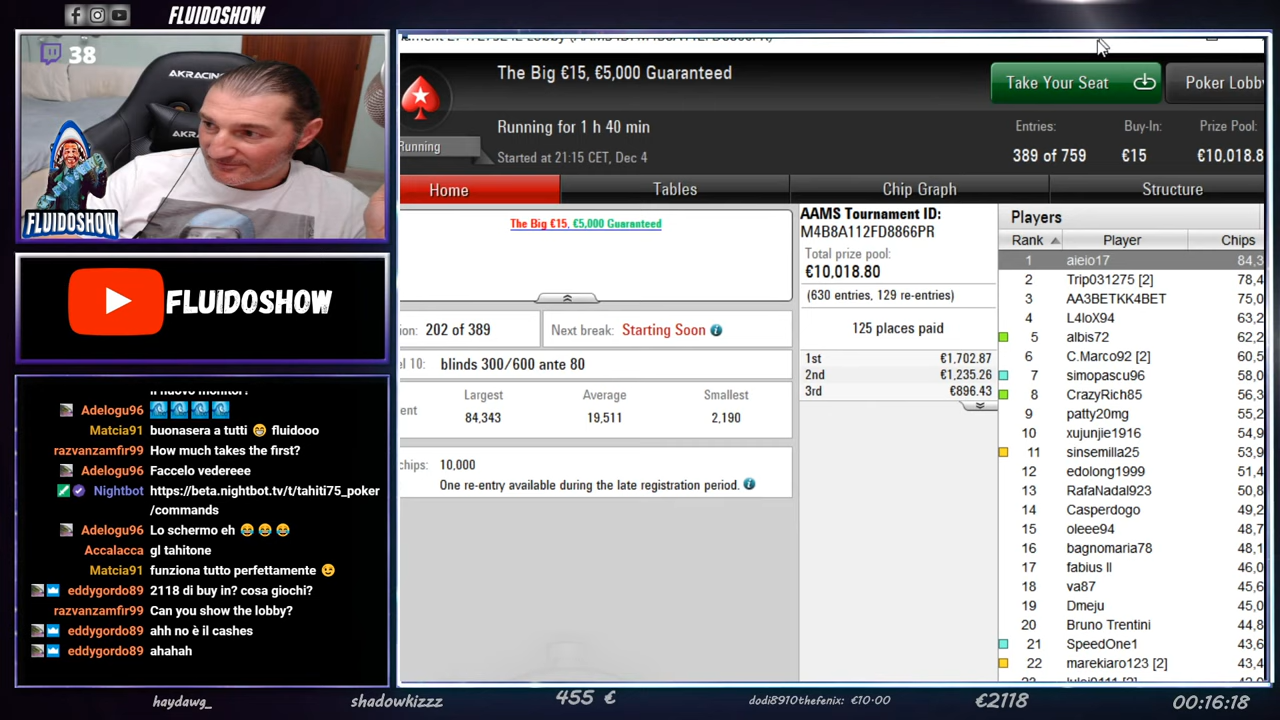 FLUIDOSHOW
38
AKRACING
FLUIDOSHOW
FLUIDOSHOW
Adelogu96
Matcia91 buonasera a tutti 😁 fluidooo
razvanzamfir99 How much takes the first?
Adelogu96 Faccelo vedereee
Nightbot https://beta.nightbot.tv/t/tahiti75_poker
/commands
Adelogu96 Lo schermo eh 😂 😂 😂
Accalacca gl tahitone
Matcia91 funziona tutto perfettamente 😉
eddygordo89 2118 di buy in? cosa giochi?
razvanzamfir99 Can you show the lobby?
eddygordo89 ahh no è il cashes
eddygordo89 ahahah
The Big €15, €5,000 Guaranteed
Take Your Seat
Poker Lobb
Running for 1 h 40 min
Running
Started at 21:15 CET, Dec 4
Entries: Buy-In: Prize Pool:
389 of 759 €15 €10,018.8
Home Tables Chip Graph Structure
The Big €15, €5,000 Guaranteed
ion: 202 of 389 Next break: Starting Soon
el 10: blinds 300/600 ante 80
Largest Average Smallest
ent 84,343 19,511 2,190
chips: 10,000
One re-entry available during the late registration period.
AAMS Tournament ID:
M4B8A112FD8866PR
Total prize pool:
€10,018.80
(630 entries, 129 re-entries)
125 places paid
1st €1,702.87
2nd €1,235.26
3rd €896.43
Players
Rank Player Chips
1 aieio17 84,3
2 Trip031275 [2] 78,4
3 AA3BETKK4BET 75,0
4 L4loX94 63,2
5 albis72 62,2
6 C.Marco92 [2] 60,5
7 simopascu96 58,0
8 CrazyRich85 56,3
9 patty20mg 55,2
10 xujunjie1916 54,9
11 sinsemilla25 53,9
12 edolong1999 51,4
13 RafaNadal923 50,8
14 Casperdogo 49,2
15 oleee94 48,7
16 bagnomaria78 48,1
17 fabius ll 46,0
18 va87 45,6
19 Dmeju 45,0
20 Bruno Trentini 44,8
21 SpeedOne1 43,6
22 marekiaro123 [2] 43,4
haydawg_ shadowkizzz 455 € dodi8910thefenix: €10:00 €2118 00:16:18